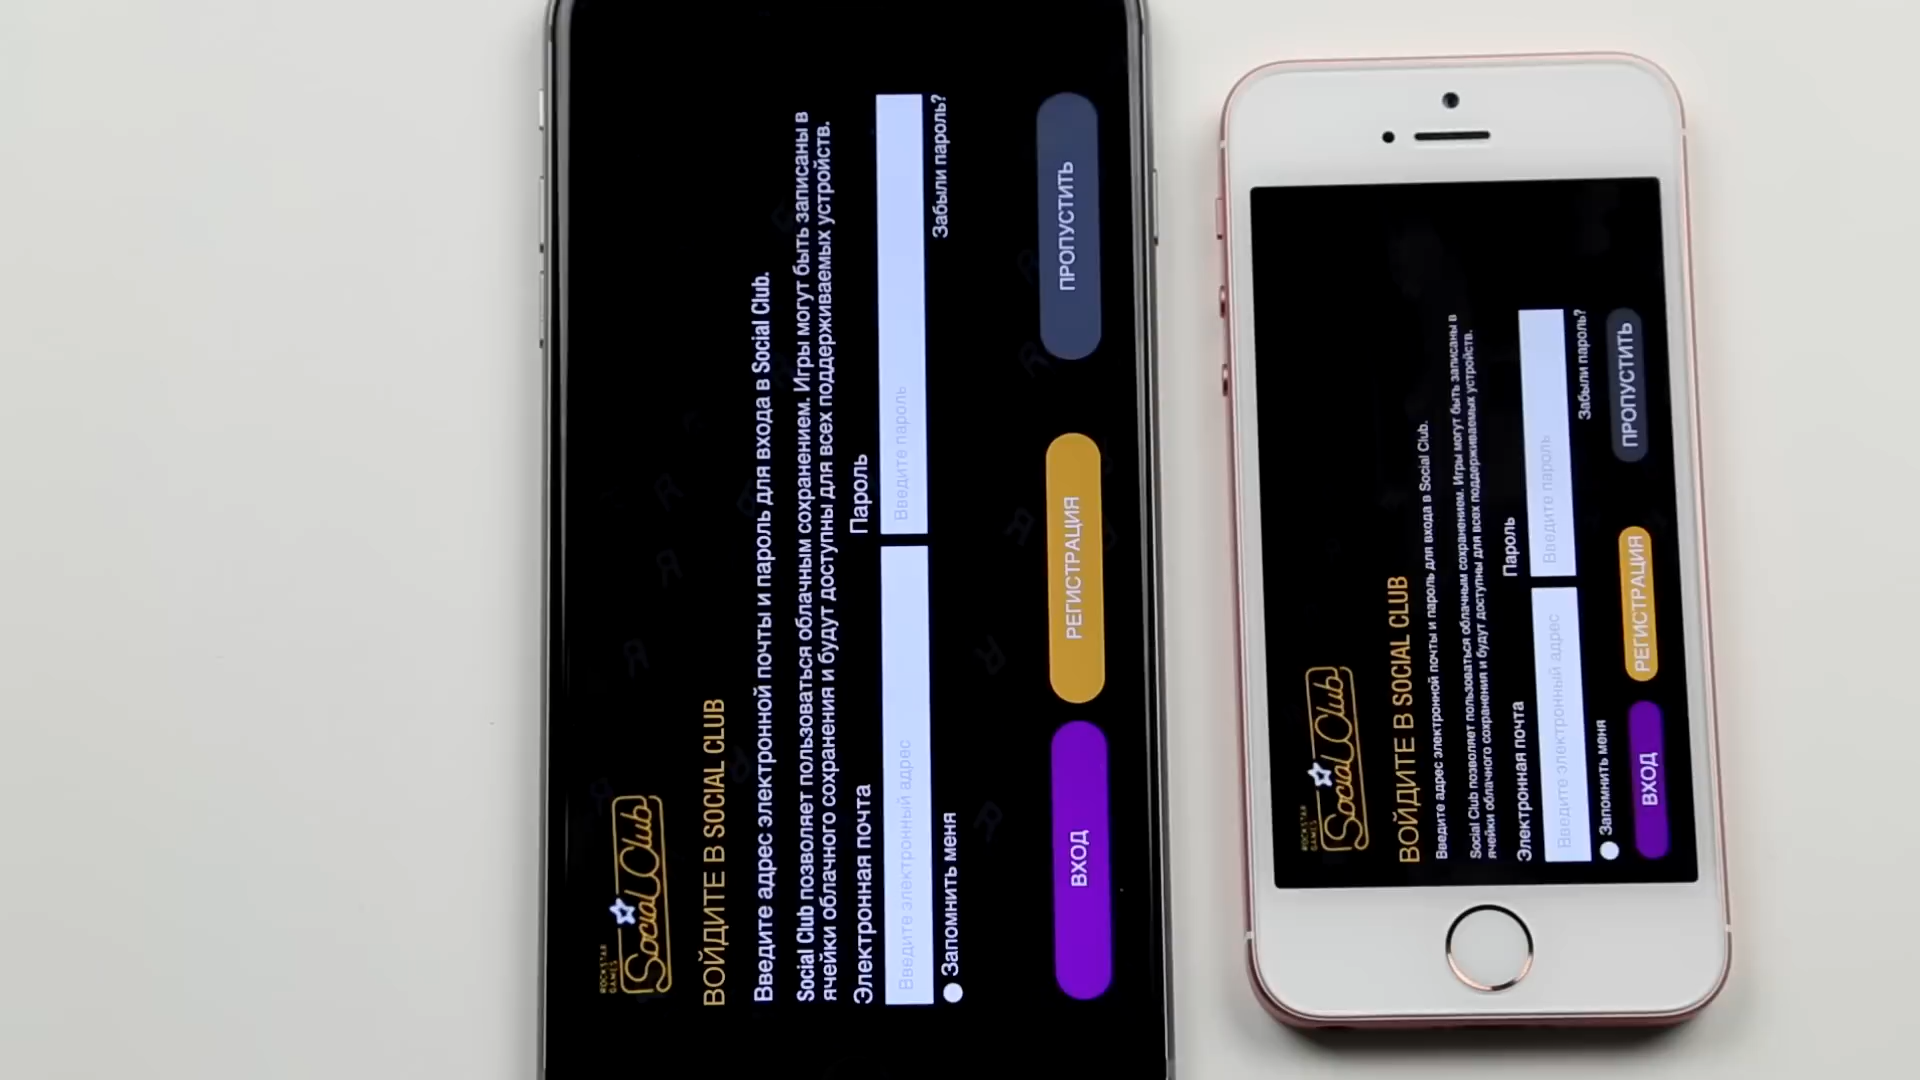 ROCKSTAR
GAMES
Social Club
ВОЙДИТЕ В SOCIAL CLUB
Введите адрес электронной почты и пароль для входа в Social Club.
Social Club позволяет пользоваться облачным сохранением. Игры могут быть записаны в
ячейки облачного сохранения и будут доступны для всех поддерживаемых устройств.
Электронная почта
Пароль
Введите электронный адрес
Введите пароль
Запомнить меня
Забыли пароль?
ВХОД
РЕГИСТРАЦИЯ
ПРОПУСТИТЬ
ROCKSTAR
GAMES
Social Club
ВОЙДИТЕ В SOCIAL CLUB
Введите адрес электронной почты и пароль для входа в Social Club.
Social Club позволяет пользоваться облачным сохранением. Игры могут быть записаны в
ячейки облачного сохранения и будут доступны для всех поддерживаемых устройств.
Электронная почта
Пароль
Введите электронный адрес
Введите пароль
Запомнить меня
Забыли пароль?
ВХОД
РЕГИСТРАЦИЯ
ПРОПУСТИТЬ